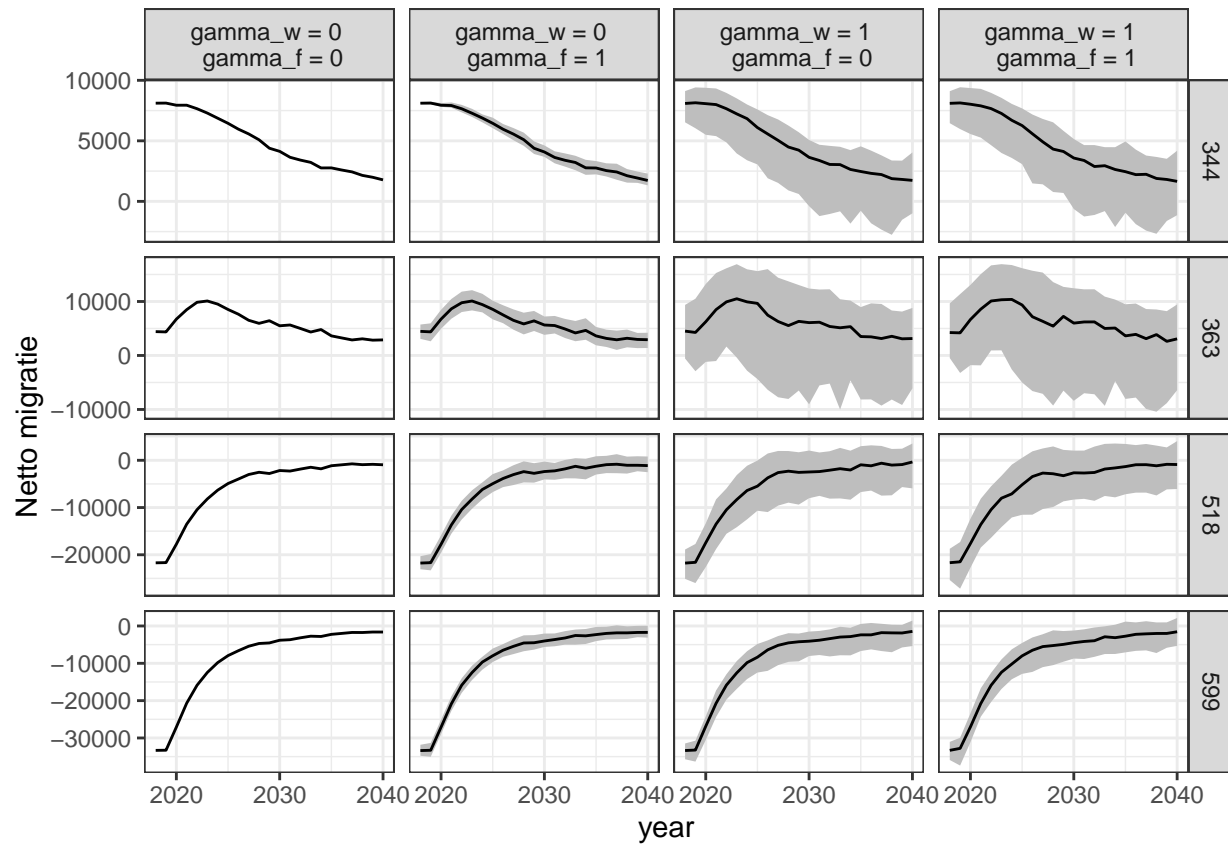 gamma_w = 0
gamma_f = 0
gamma_w = 0
gamma_f = 1
gamma_w = 1
gamma_f = 0
gamma_w = 1
gamma_f = 1
10000
5000
0
344
10000
0
−10000
363
0
−10000
−20000
518
0
−10000
−20000
−30000
599
Netto migratie
2020 2030 2040 2020 2030 2040 2020 2030 2040 2020 2030 2040
year